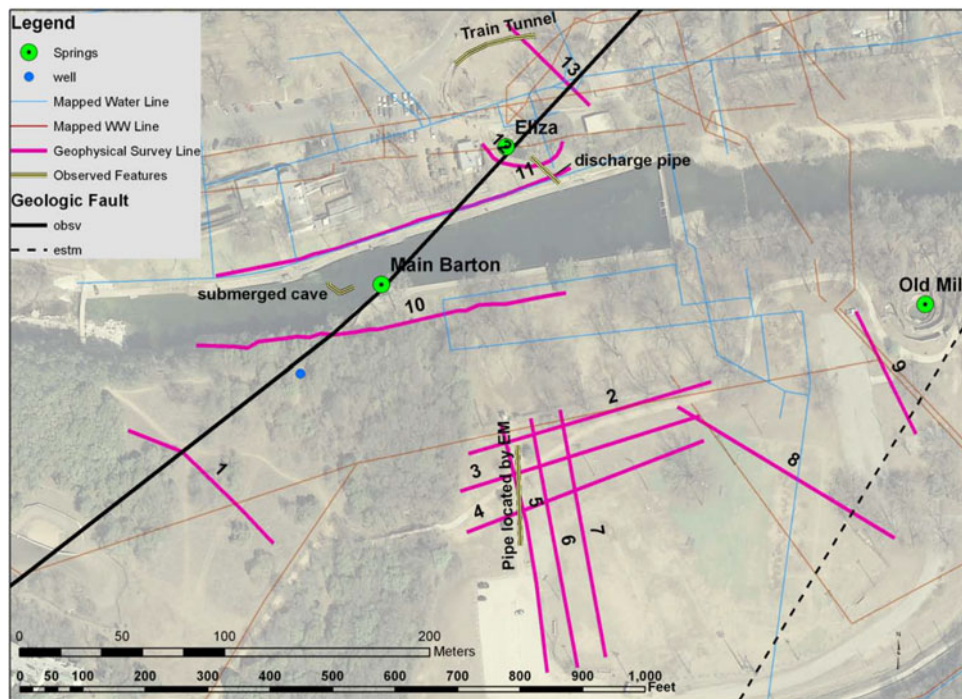 Legend
Springs
well
Mapped Water Line
Mapped WW Line
Geophysical Survey Line
Observed Features
Geologic Fault
obsv
estm
Train Tunnel
13
Eliza
12
11
discharge pipe
Main Barton
submerged cave
10
Old Mil
9
1
2
3
4
Pipe located by EM
5
6
7
8
0 50 100 200
Meters
0 100 200 300 400 500 600 700 800 900 1,000
Feet
N